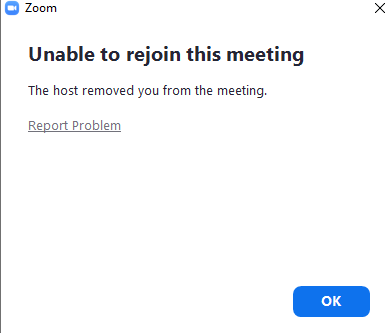 Zoom
Unable to rejoin this meeting
The host removed you from the meeting.
Report Problem
OK